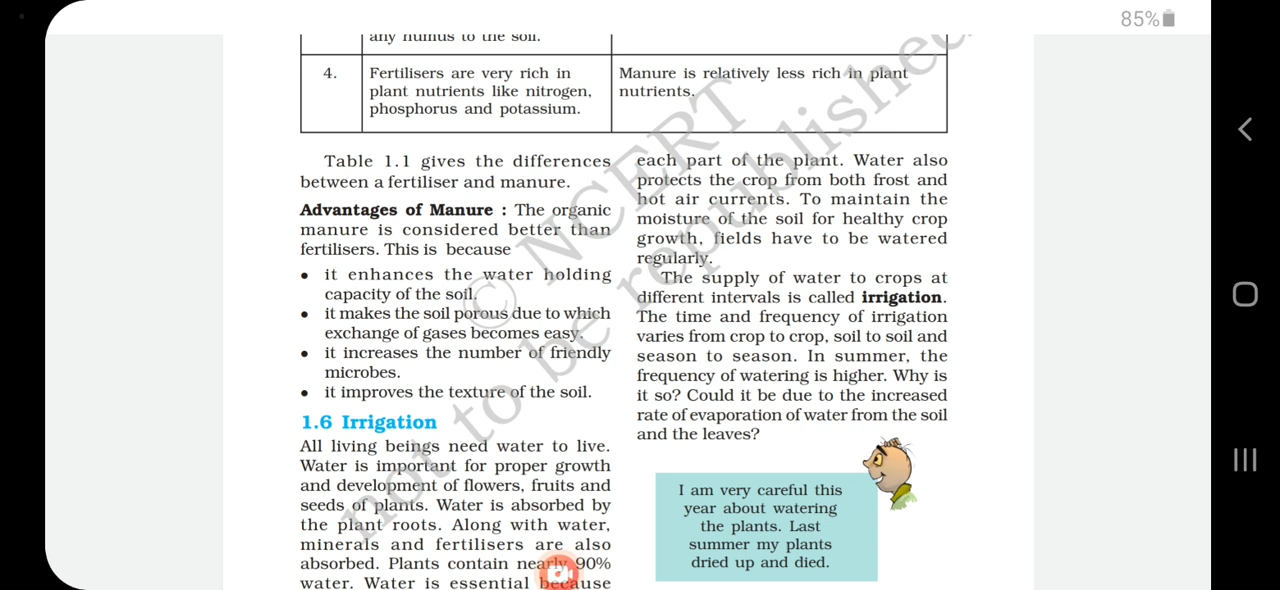 85%
any humus to the soil.
4.
Fertilisers are very rich in
plant nutrients like nitrogen,
phosphorus and potassium.
Manure is relatively less rich in plant
nutrients.
Table 1.1 gives the differences
between a fertiliser and manure.
Advantages of Manure : The organic
manure is considered better than
fertilisers. This is because
• it enhances the water holding
capacity of the soil.
• it makes the soil porous due to which
exchange of gases becomes easy.
• it increases the number of friendly
microbes.
• it improves the texture of the soil.
1.6 Irrigation
All living beings need water to live.
Water is important for proper growth
and development of flowers, fruits and
seeds of plants. Water is absorbed by
the plant roots. Along with water,
minerals and fertilisers are also
absorbed. Plants contain nearly 90%
water. Water is essential because
each part of the plant. Water also
protects the crop from both frost and
hot air currents. To maintain the
moisture of the soil for healthy crop
growth, fields have to be watered
regularly.
The supply of water to crops at
different intervals is called irrigation.
The time and frequency of irrigation
varies from crop to crop, soil to soil and
season to season. In summer, the
frequency of watering is higher. Why is
it so? Could it be due to the increased
rate of evaporation of water from the soil
and the leaves?
I am very careful this
year about watering
the plants. Last
summer my plants
dried up and died.
© NCERT
not to be republished